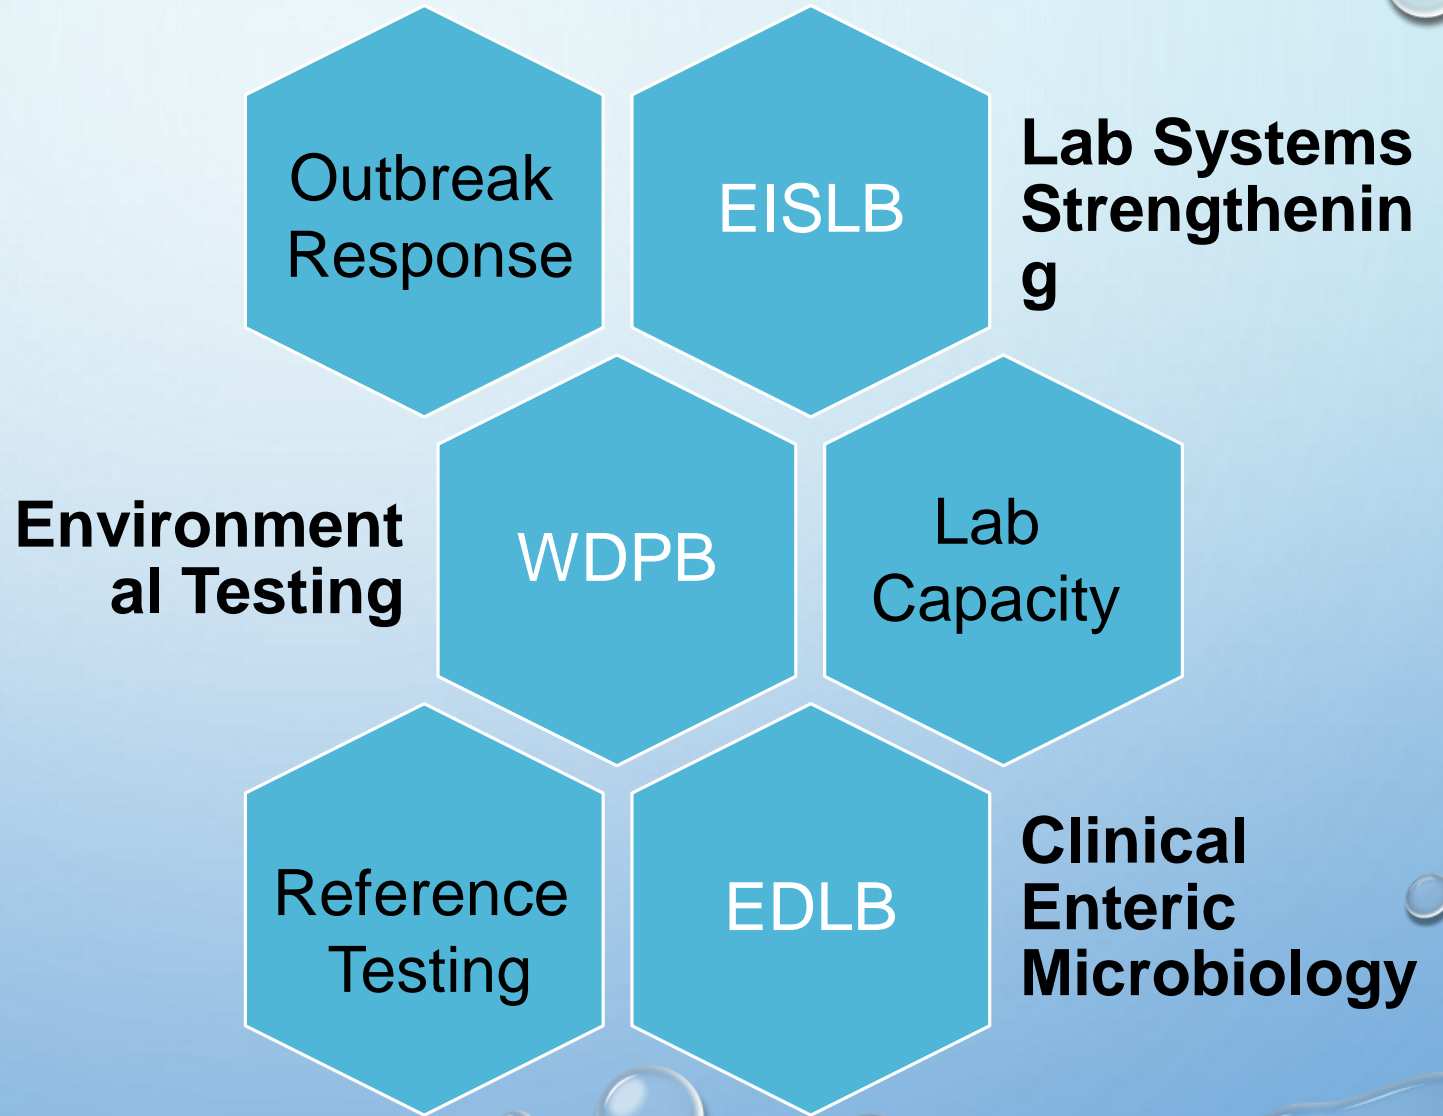 Outbreak
Response
EISLB
Lab Systems
Strengthenin
g
Environment
al Testing
WDPB
Lab
Capacity
Reference
Testing
EDLB
Clinical
Enteric
Microbiology